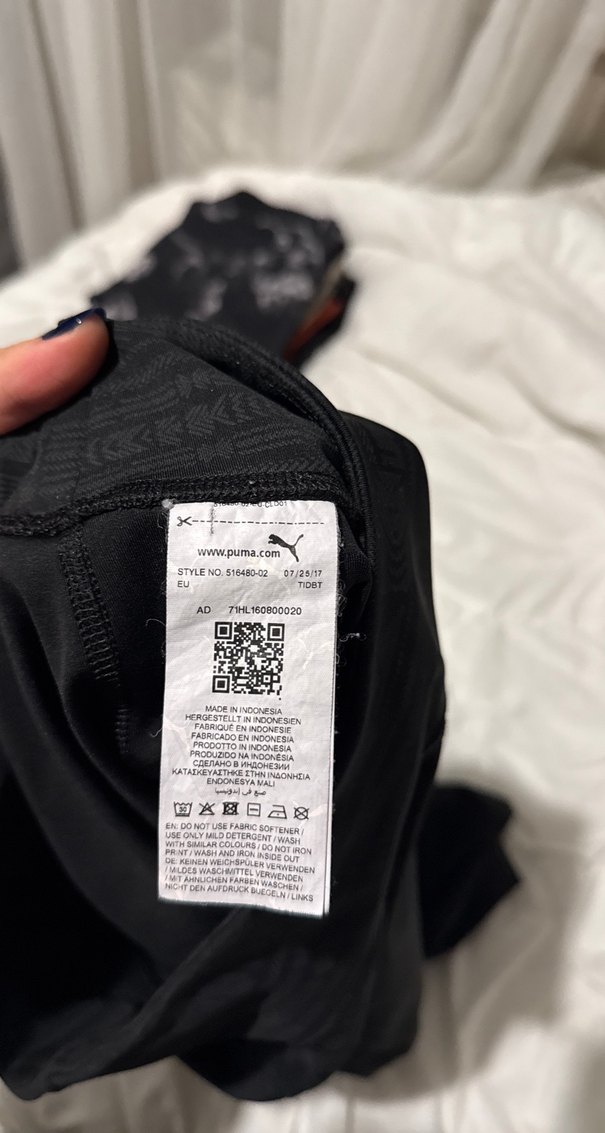 www.puma.com
STYLE NO. 516480-02 07/25/17
EU TIDBT
AD 71HL160800020
MADE IN INDONESIA
HERGESTELLT IN INDONESIEN
FABRIQUÉ EN INDONESIE
FABRICADO EN INDONESIA
PRODOTTO IN INDONESIA
PRODUZIDO NA INDONÉSIA
СДЕЛАНО В ИНДОНЕЗИИ
ΚΑΤΑΣΚΕΥΑΣΤΗΚΕ ΣΤΗΝ ΙΝΔΟΝΗΣΙΑ
ENDONESYA MALI
صنع في إندونيسيا
30
EN: DO NOT USE FABRIC SOFTENER /
USE ONLY MILD DETERGENT / WASH
WITH SIMILAR COLOURS / DO NOT IRON
PRINT / WASH AND IRON INSIDE OUT
DE: KEINEN WEICHSPÜLER VERWENDEN
/ MILDES WASCHMITTEL VERWENDEN
/ MIT ÄHNLICHEN FARBEN WASCHEN /
NICHT DEN AUFDRUCK BUEGELN / LINKS